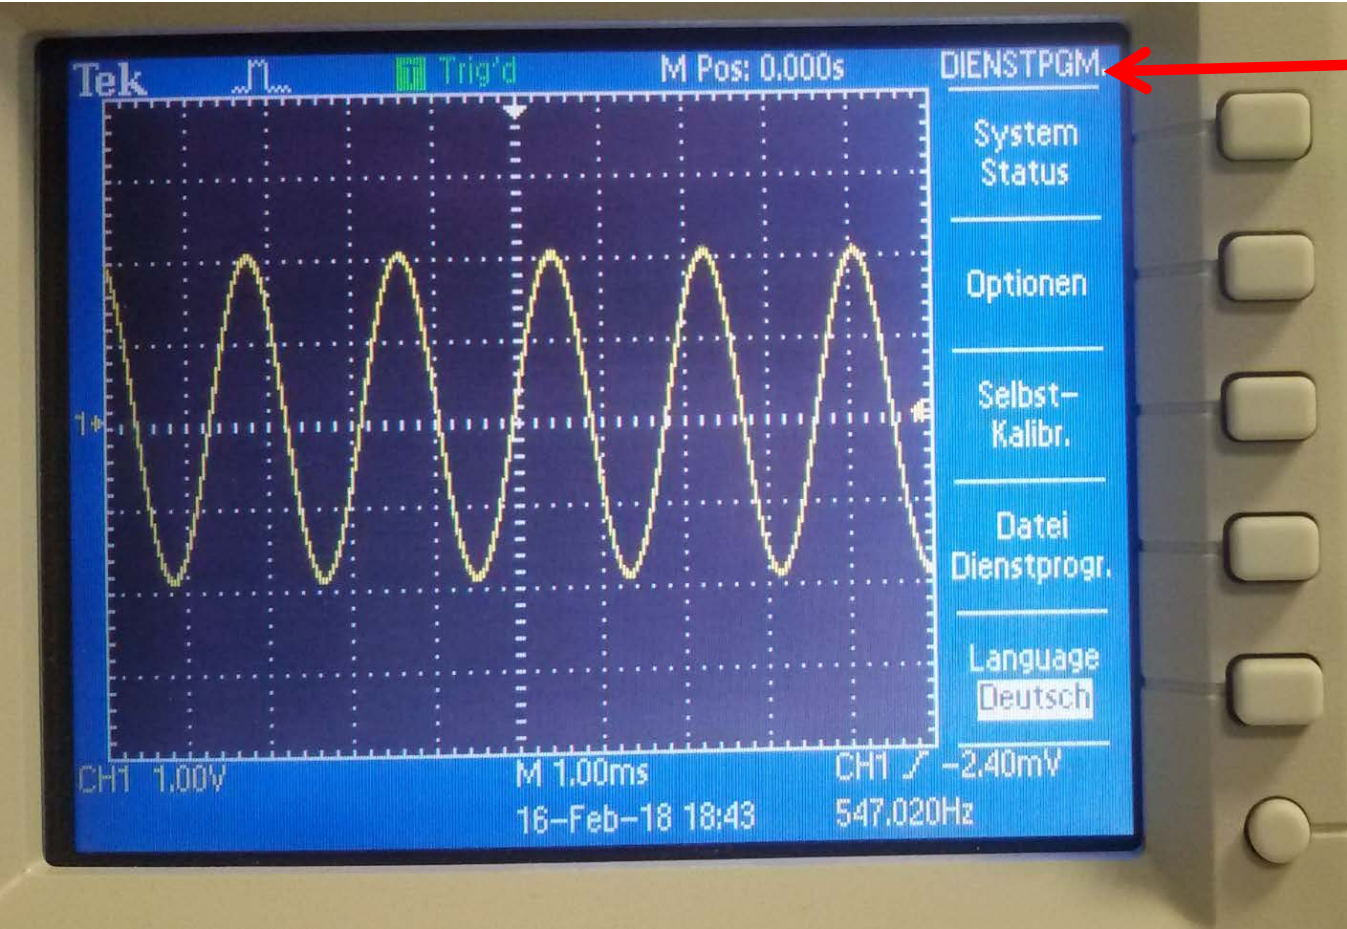 Tek
T Trig'd
M Pos: 0.000s
DIENSTPGM.
System
Status
Optionen
Selbst-
Kalibr.
Datei
Dienstprogr.
Language
Deutsch
1
CH1 1.00V
M 1.00ms
CH1 -2.40mV
16-Feb-18 18:43
547.020Hz